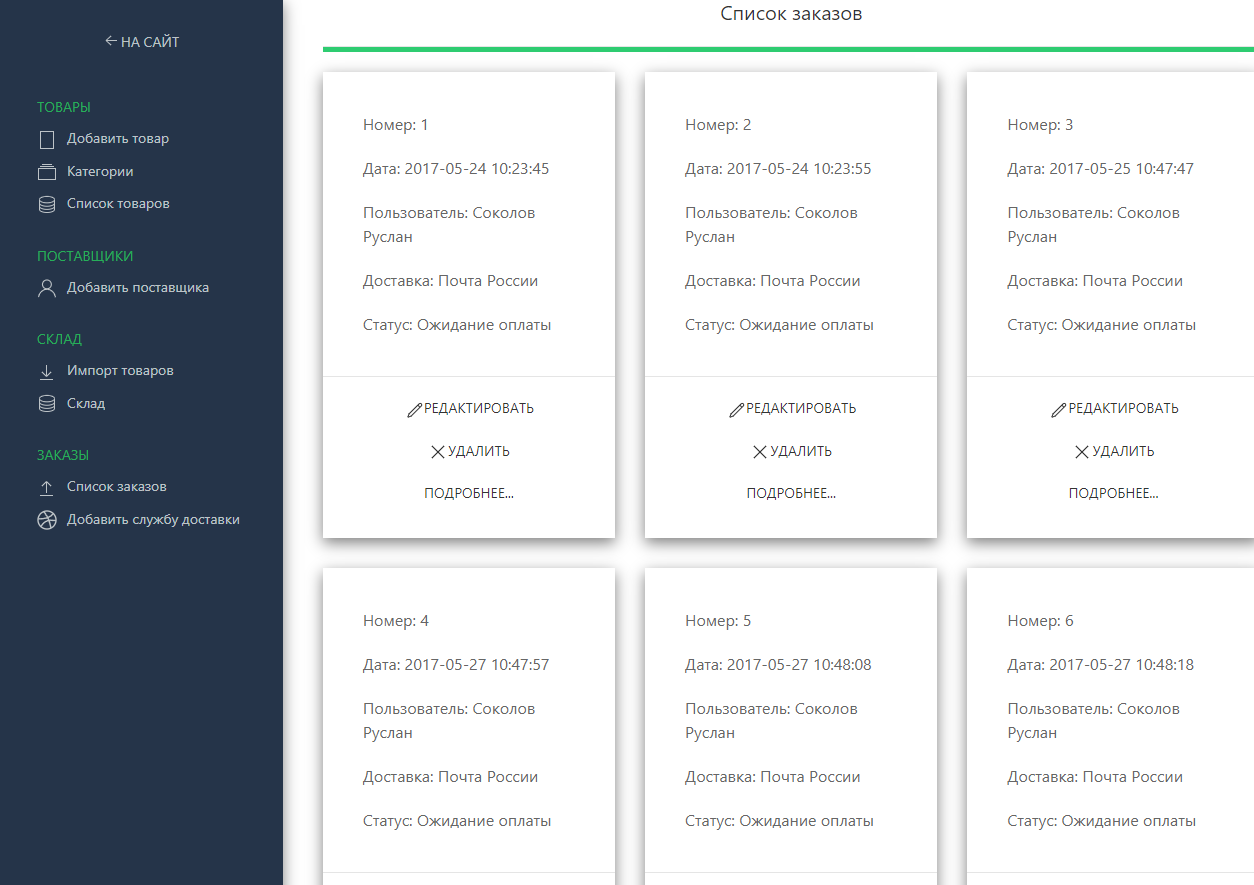 ← НА САЙТ
ТОВАРЫ
Добавить товар
Категории
Список товаров
ПОСТАВЩИКИ
Добавить поставщика
СКЛАД
Импорт товаров
Склад
ЗАКАЗЫ
Список заказов
Добавить службу доставки
Список заказов
Номер: 1
Дата: 2017-05-24 10:23:45
Пользователь: Соколов
Руслан
Доставка: Почта России
Статус: Ожидание оплаты
РЕДАКТИРОВАТЬ
УДАЛИТЬ
ПОДРОБНЕЕ...
Номер: 2
Дата: 2017-05-24 10:23:55
Пользователь: Соколов
Руслан
Доставка: Почта России
Статус: Ожидание оплаты
РЕДАКТИРОВАТЬ
УДАЛИТЬ
ПОДРОБНЕЕ...
Номер: 3
Дата: 2017-05-25 10:47:47
Пользователь: Соколов
Руслан
Доставка: Почта России
Статус: Ожидание оплаты
РЕДАКТИРОВАТЬ
УДАЛИТЬ
ПОДРОБНЕЕ...
Номер: 4
Дата: 2017-05-27 10:47:57
Пользователь: Соколов
Руслан
Доставка: Почта России
Статус: Ожидание оплаты
Номер: 5
Дата: 2017-05-27 10:48:08
Пользователь: Соколов
Руслан
Доставка: Почта России
Статус: Ожидание оплаты
Номер: 6
Дата: 2017-05-27 10:48:18
Пользователь: Соколов
Руслан
Доставка: Почта России
Статус: Ожидание оплаты